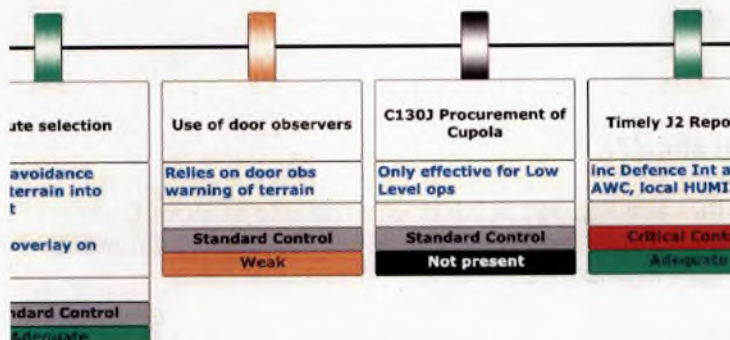 ute selection
avoidance
terrain into
t
overlay on
ndard Control
Adequate
Use of door observers
Relies on door obs
warning of terrain
Standard Control
Weak
C130J Procurement of
Cupola
Only effective for Low
Level ops
Standard Control
Not present
Timely J2 Repo
inc Defence Int a
AWC, local HUMI
Critical Cont
Adequate